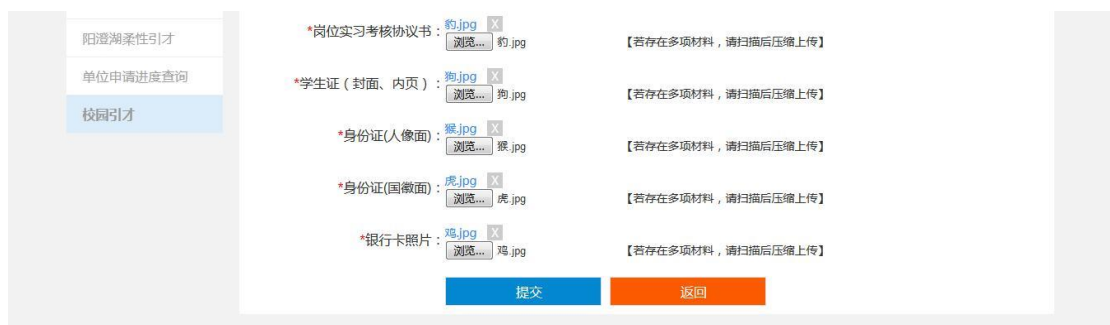 阳澄湖柔性引才
单位申请进度查询
校园引才
*岗位实习考核协议书：
豹.jpg X
浏览... 豹.jpg
【若存在多项材料，请扫描后压缩上传】
*学生证（封面、内页）：
狗.jpg X
浏览... 狗.jpg
【若存在多项材料，请扫描后压缩上传】
*身份证(人像面)：
猴.jpg X
浏览... 猴.jpg
【若存在多项材料，请扫描后压缩上传】
*身份证(国徽面)：
虎.jpg X
浏览... 虎.jpg
【若存在多项材料，请扫描后压缩上传】
*银行卡照片：
鸡.jpg X
浏览... 鸡.jpg
【若存在多项材料，请扫描后压缩上传】
提交
返回